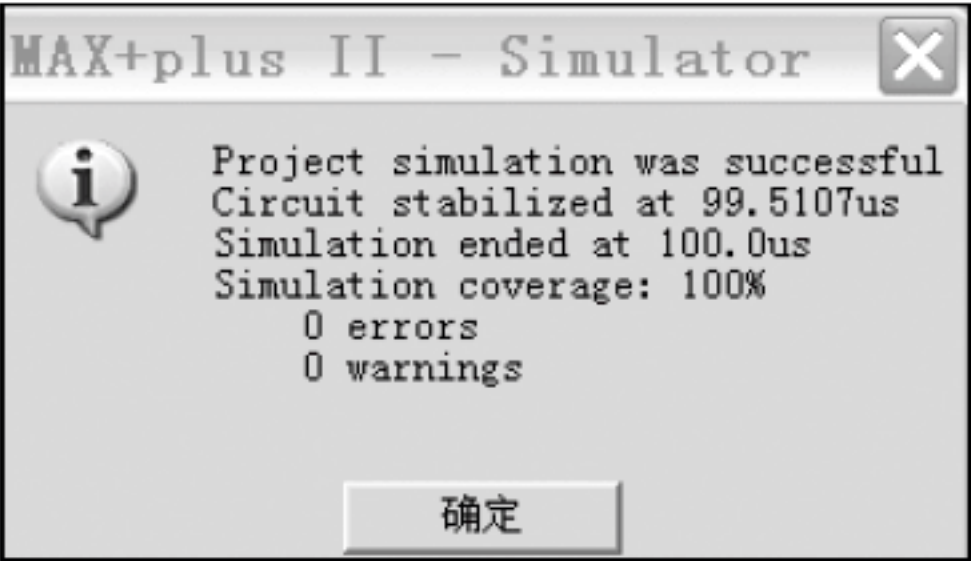 MAX+plus II - Simulator
Project simulation was successful
Circuit stabilized at 99.5107us
Simulation ended at 100.0us
Simulation coverage: 100%
0 errors
0 warnings
确定